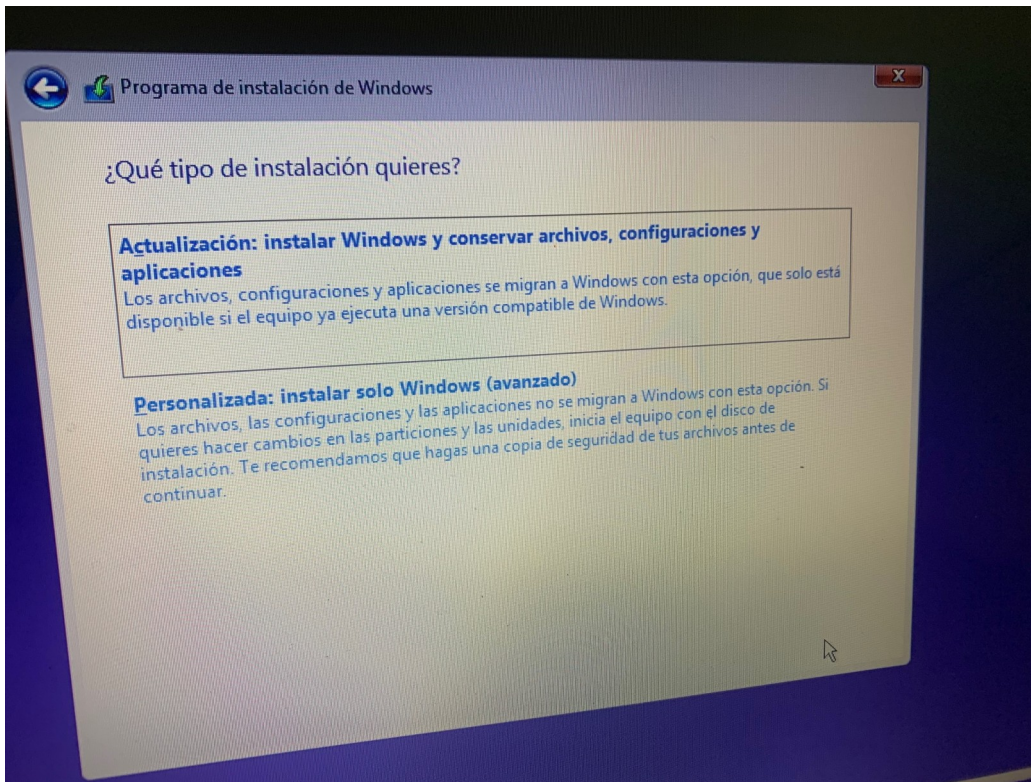 Programa de instalación de Windows
X
¿Qué tipo de instalación quieres?
Actualización: instalar Windows y conservar archivos, configuraciones y
aplicaciones
Los archivos, configuraciones y aplicaciones se migran a Windows con esta opción, que solo está
disponible si el equipo ya ejecuta una versión compatible de Windows.
Personalizada: instalar solo Windows (avanzado)
Los archivos, las configuraciones y las aplicaciones no se migran a Windows con esta opción. Si
quieres hacer cambios en las particiones y las unidades, inicia el equipo con el disco de
instalación. Te recomendamos que hagas una copia de seguridad de tus archivos antes de
continuar.